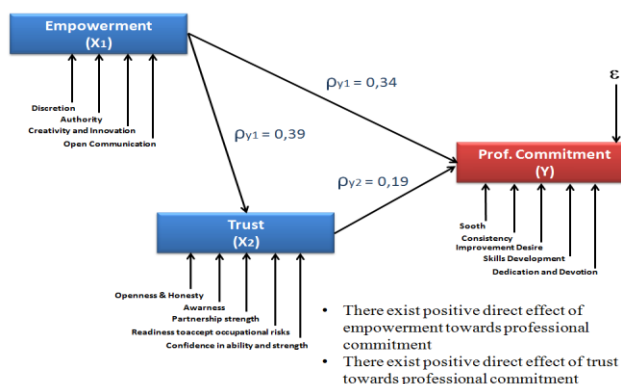 Empowerment
(X1)
Discretion
Authority
Creativity and Innovation
Open Communication
ρy1 = 0,34
ε
ρy1 = 0,39
Prof. Commitment
(Y)
ρy2 = 0,19
Sooth
Consistency
Improvement Desire
Skills Development
Dedication and Devotion
Trust
(X2)
Openness & Honesty
Awarness
Partnership strength
Readiness toaccept occupational risks
Confidence in ability and strength
• There exist positive direct effect of
empowerment towards professional
commitment
• There exist positive direct effect of trust
towards professional commitment